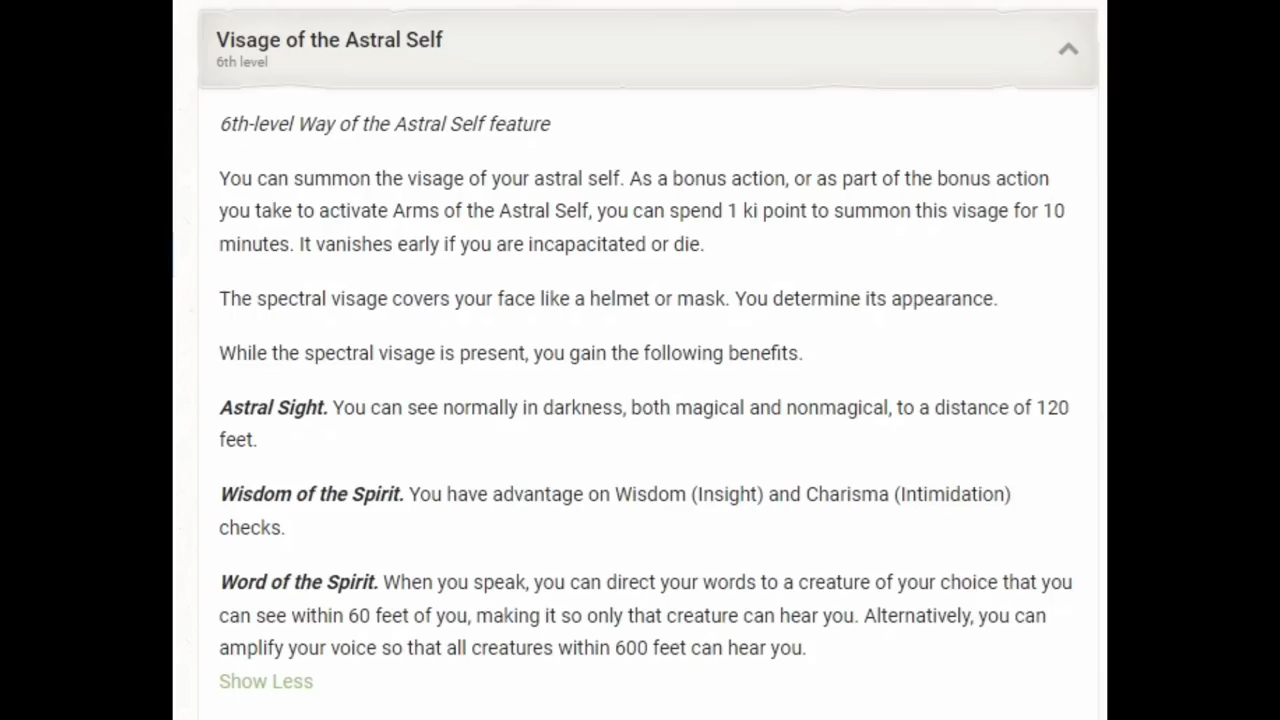 Visage of the Astral Self
6th level
6th-level Way of the Astral Self feature
You can summon the visage of your astral self. As a bonus action, or as part of the bonus action
you take to activate Arms of the Astral Self, you can spend 1 ki point to summon this visage for 10
minutes. It vanishes early if you are incapacitated or die.
The spectral visage covers your face like a helmet or mask. You determine its appearance.
While the spectral visage is present, you gain the following benefits.
Astral Sight. You can see normally in darkness, both magical and nonmagical, to a distance of 120
feet.
Wisdom of the Spirit. You have advantage on Wisdom (Insight) and Charisma (Intimidation)
checks.
Word of the Spirit. When you speak, you can direct your words to a creature of your choice that you
can see within 60 feet of you, making it so only that creature can hear you. Alternatively, you can
amplify your voice so that all creatures within 600 feet can hear you.
Show Less